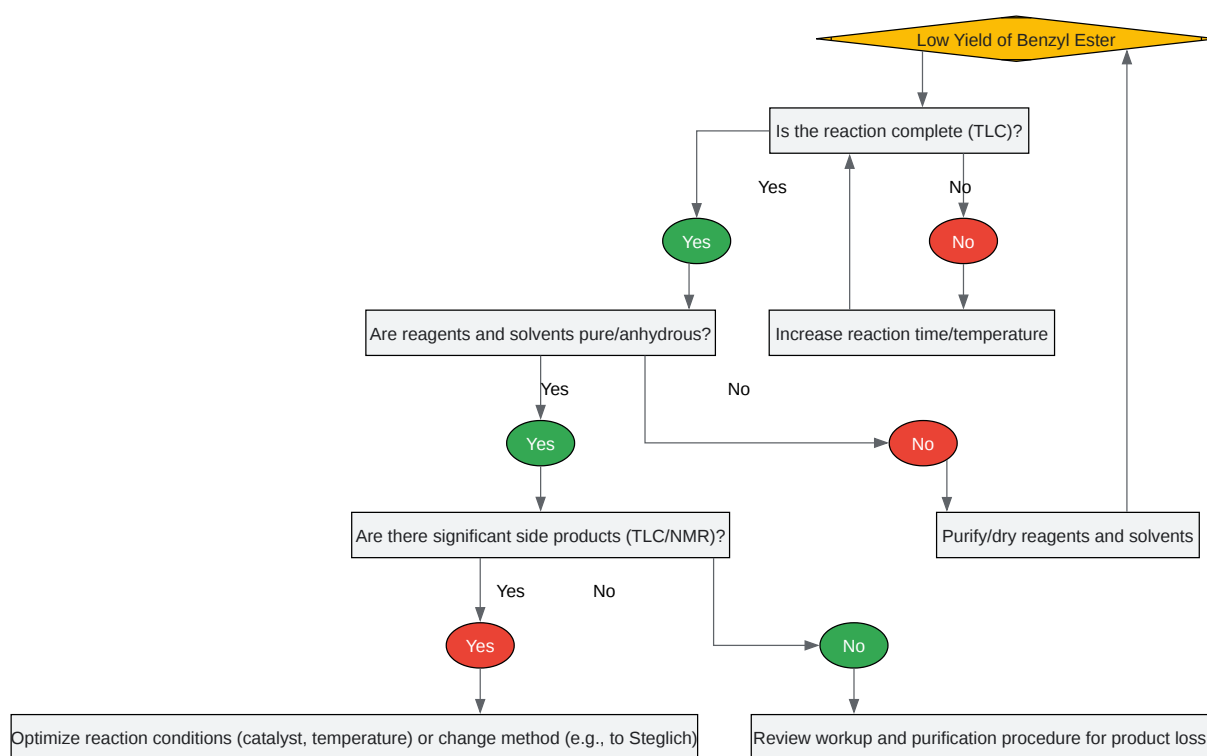 Low Yield of Benzyl Ester
Is the reaction complete (TLC)?
Yes
No
Yes
No
Are reagents and solvents pure/anhydrous?
Increase reaction time/temperature
Yes
No
Yes
No
Are there significant side products (TLC/NMR)?
Purify/dry reagents and solvents
Yes
No
Yes
No
Optimize reaction conditions (catalyst, temperature) or change method (e.g., to Steglich)
Review workup and purification procedure for product loss